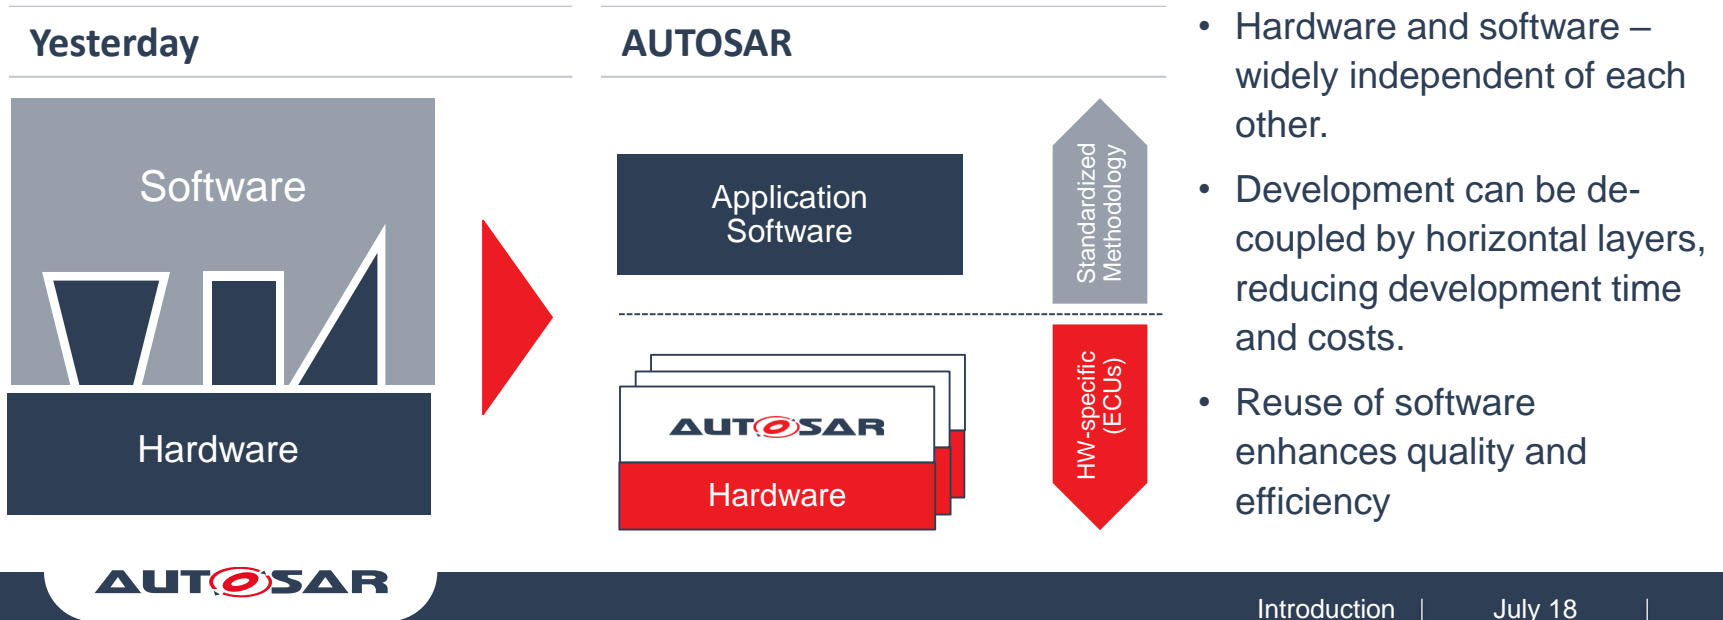 Yesterday
Software
Hardware
AUTOSAR
Application
Software
Standardized
Methodology
AUTOSAR
Hardware
HW-specific
(ECUs)
• Hardware and software –
widely independent of each
other.
• Development can be de-
coupled by horizontal layers,
reducing development time
and costs.
• Reuse of software
enhances quality and
efficiency
AUTOSAR
Introduction | July 18 |